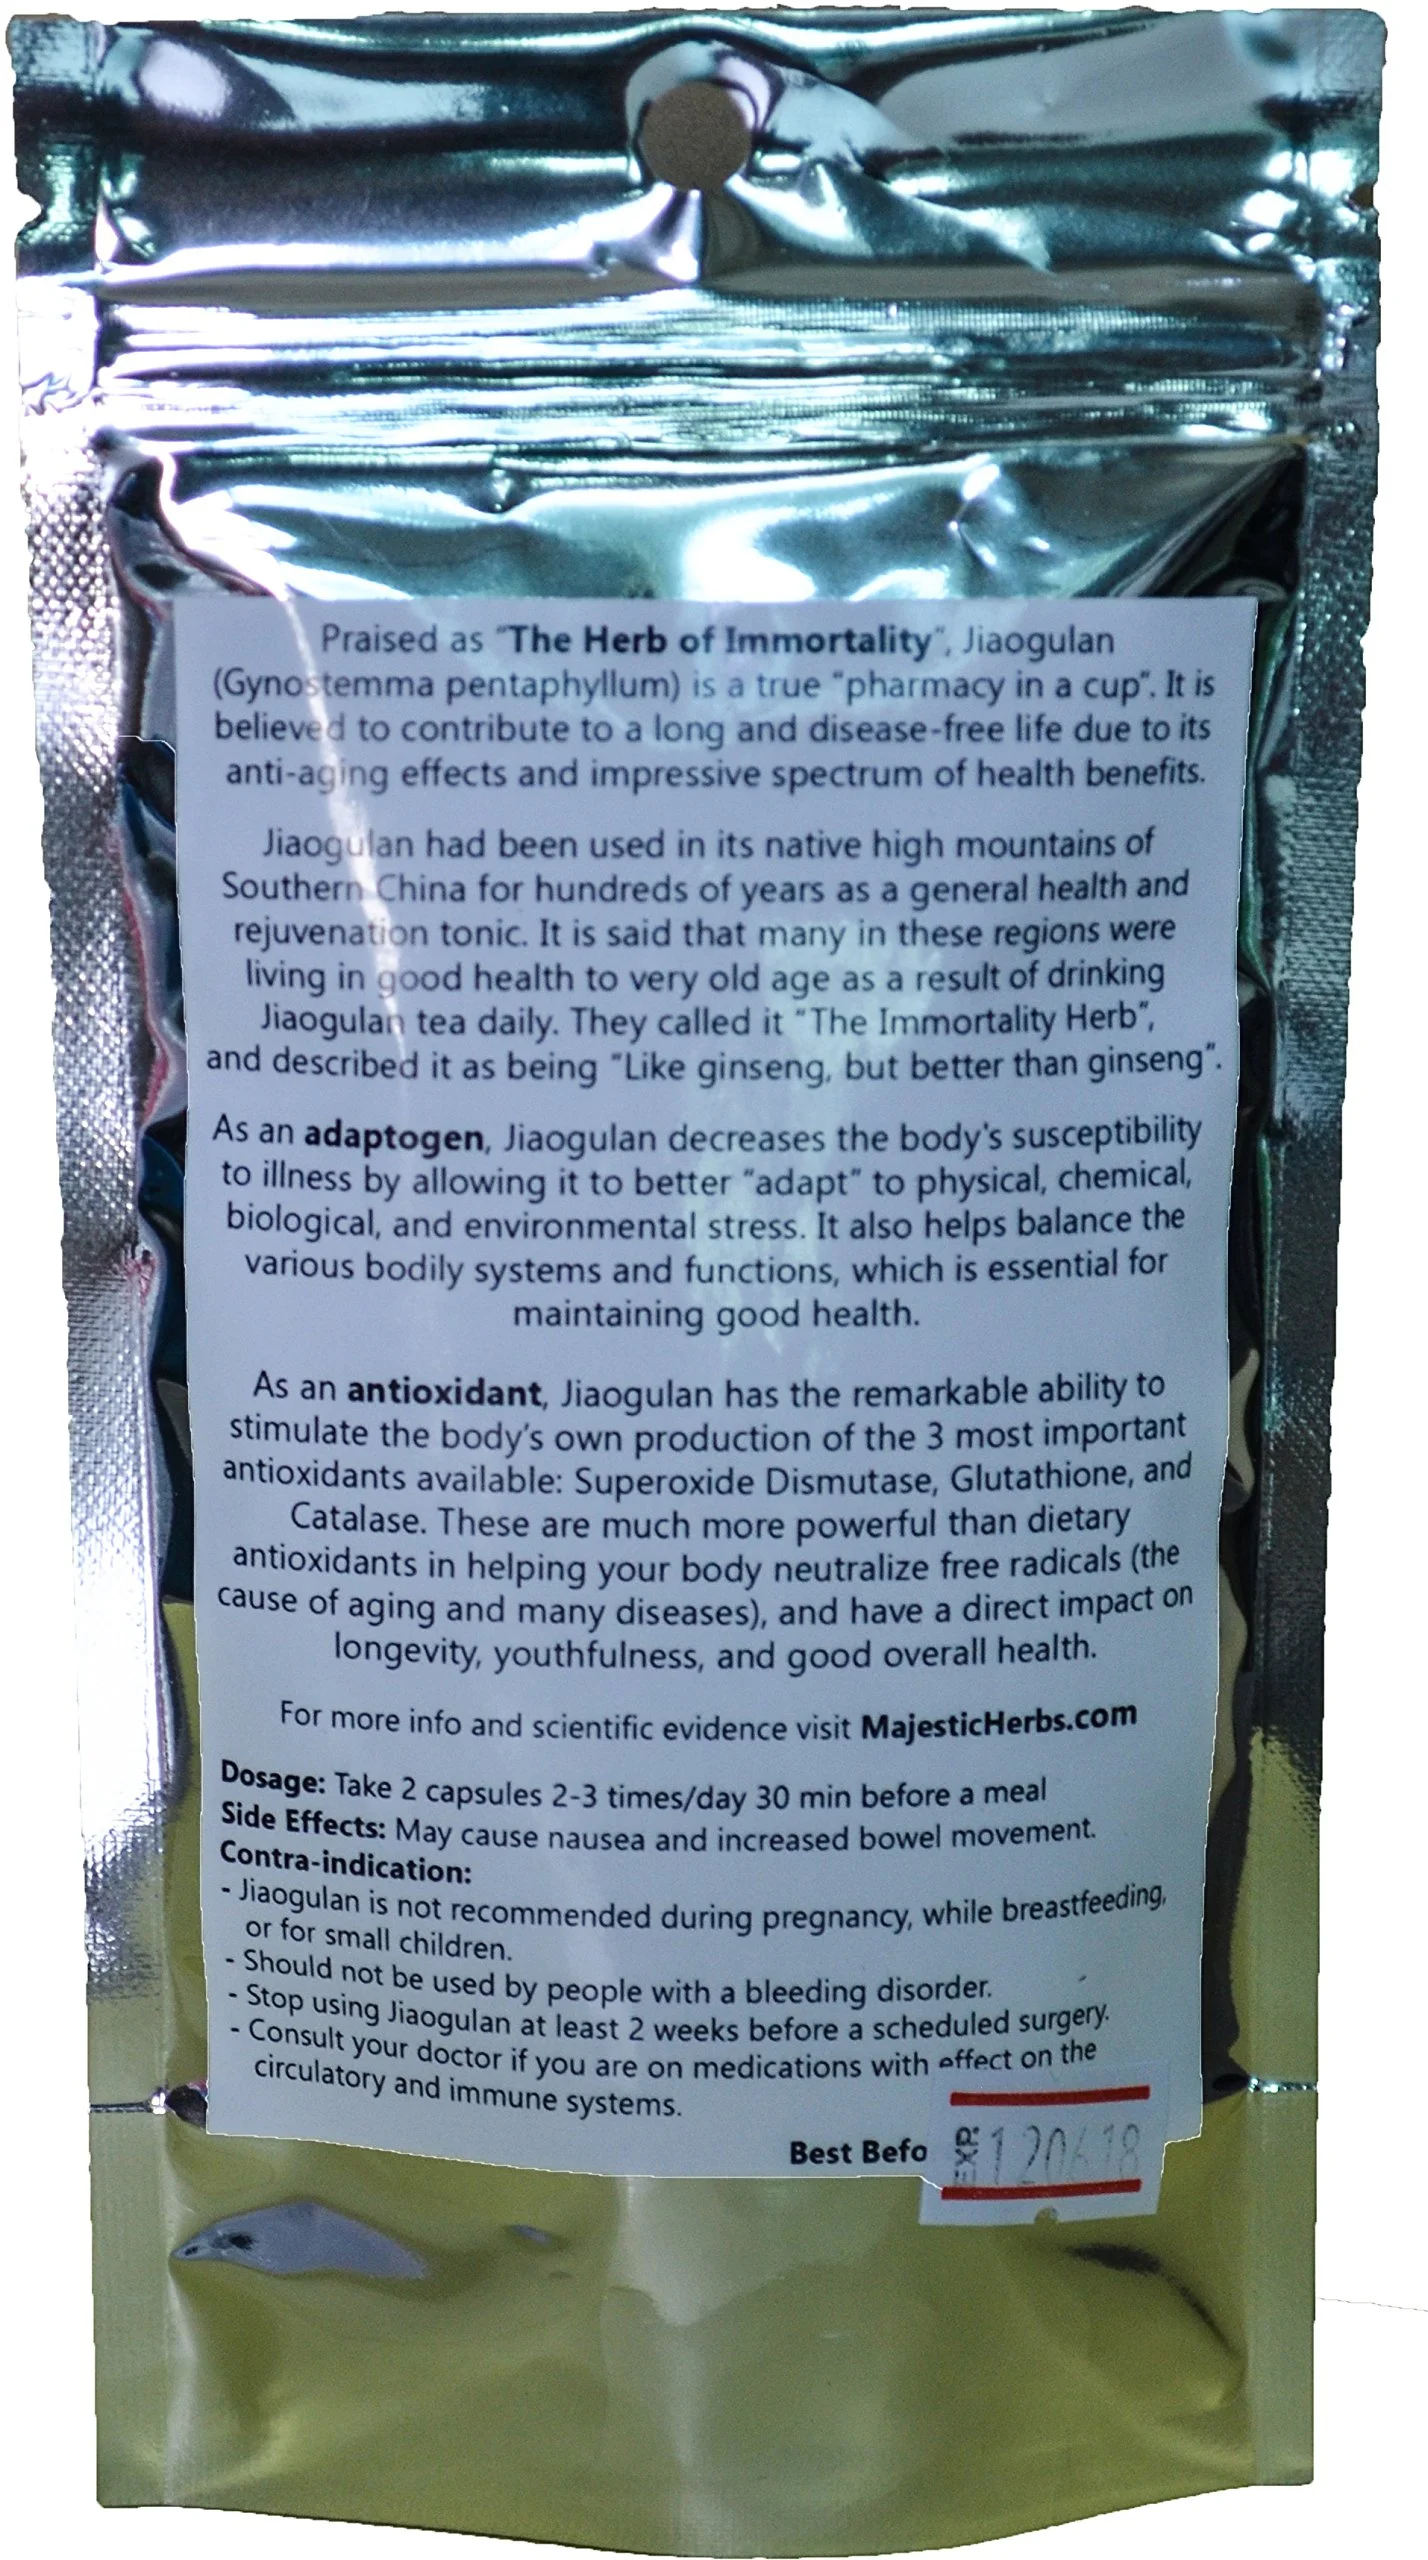 Praised as "The Herb of Immortality", Jiaogulan
(Gynostemma pentaphyllum) is a true "pharmacy in a cup". It is
believed to contribute to a long and disease-free life due to its
anti-aging effects and impressive spectrum of health benefits.
Jiaogulan had been used in its native high mountains of
Southern China for hundreds of years as a general health and
rejuvenation tonic. It is said that many in these regions were
living in good health to very old age as a result of drinking
Jiaogulan tea daily. They called it "The Immortality Herb",
and described it as being "Like ginseng, but better than ginseng".
As an adaptogen, Jiaogulan decreases the body's susceptibility
to illness by allowing it to better "adapt" to physical, chemical,
biological, and environmental stress. It also helps balance the
various bodily systems and functions, which is essential for
maintaining good health.
As an antioxidant, Jiaogulan has the remarkable ability to
stimulate the body's own production of the 3 most important
antioxidants available: Superoxide Dismutase, Glutathione, and
Catalase. These are much more powerful than dietary
antioxidants in helping your body neutralize free radicals (the
cause of aging and many diseases), and have a direct impact on
longevity, youthfulness, and good overall health.
For more info and scientific evidence visit MajesticHerbs.com
Dosage: Take 2 capsules 2-3 times/day 30 min before a meal
Side Effects: May cause nausea and increased bowel movement.
Contra-indication:
- Jiaogulan is not recommended during pregnancy, while breastfeeding,
or for small children.
- Should not be used by people with a bleeding disorder.
- Stop using Jiaogulan at least 2 weeks before a scheduled surgery.
- Consult your doctor if you are on medications with effect on the
circulatory and immune systems.
Best Befo
EXP. 120618